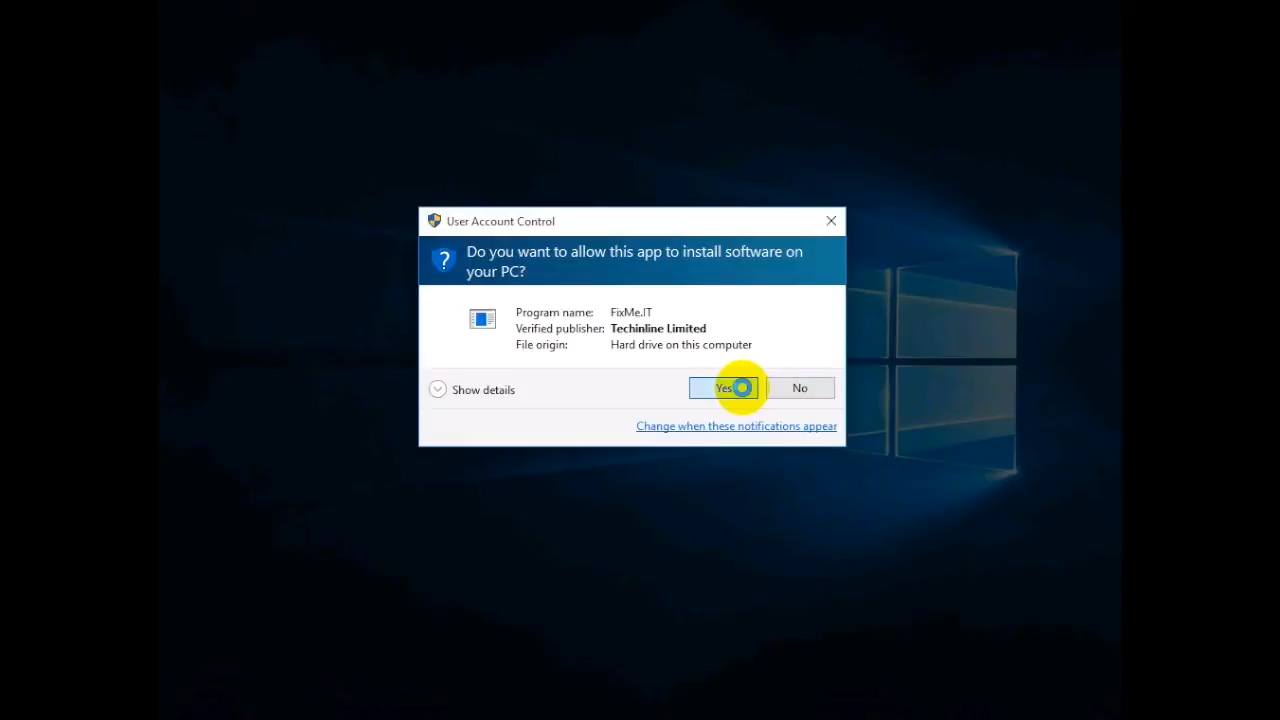 User Account Control
Do you want to allow this app to install software on
your PC?
Program name: FixMe.IT
Verified publisher: Techinline Limited
File origin: Hard drive on this computer
Show details
Yes
No
Change when these notifications appear